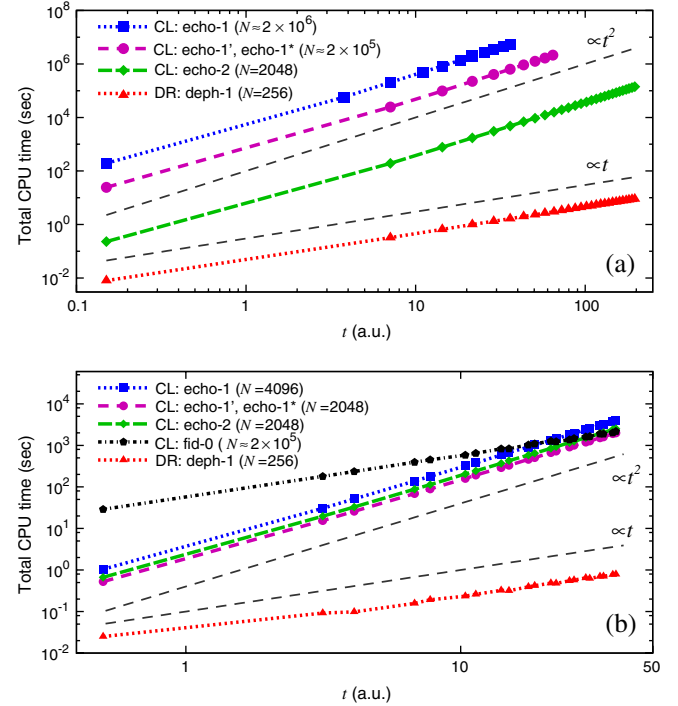 10^8
10^6
10^4
10^2
10^0
10^-2
Total CPU time (sec)
CL: echo-1 (N≈2×10^6)
CL: echo-1’, echo-1* (N≈2×10^5)
CL: echo-2 (N=2048)
DR: deph-1 (N=256)
∝t^2
∝t
(a)
0.1 1 10 100
t (a.u.)
10^4
10^3
10^2
10^1
10^0
10^-1
10^-2
Total CPU time (sec)
CL: echo-1 (N=4096)
CL: echo-1’, echo-1* (N=2048)
CL: echo-2 (N=2048)
CL: fid-0 (N≈2×10^5)
DR: deph-1 (N=256)
∝t^2
∝t
(b)
1 10 50
t (a.u.)